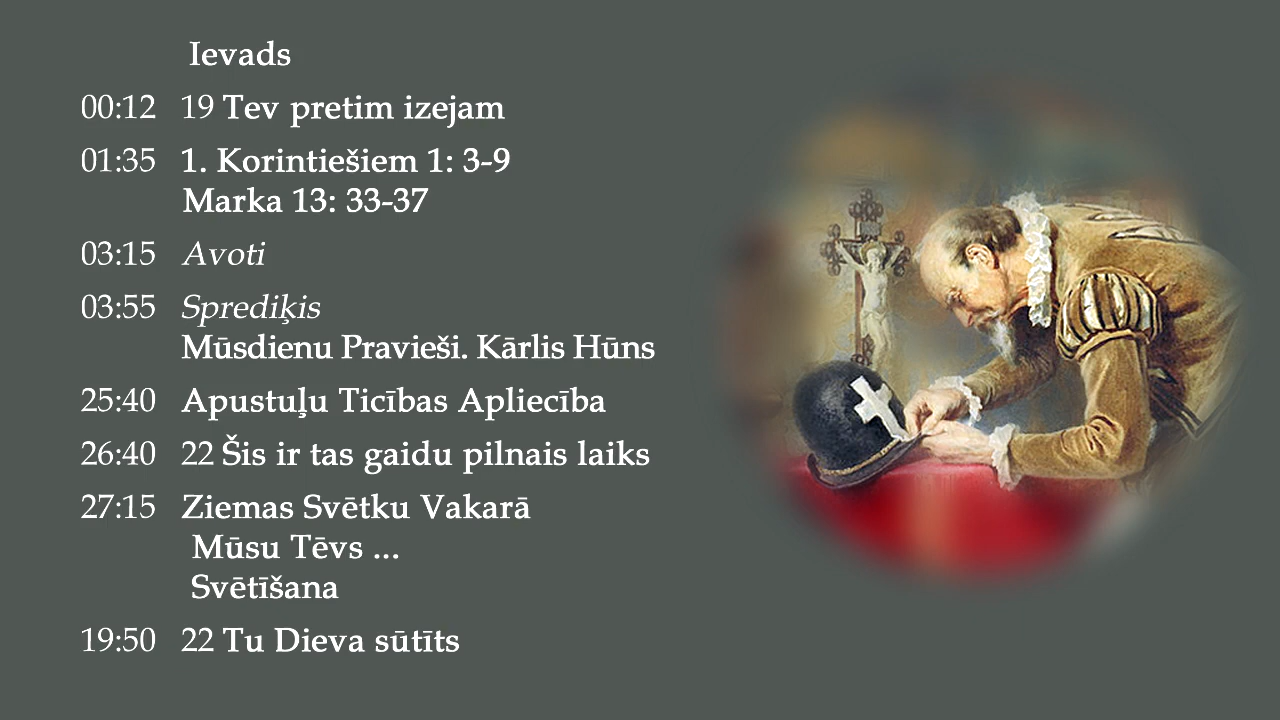 Ievads
00:12 19 Tev pretim izejam
01:35 1. Korintiešiem 1: 3-9
Marka 13: 33-37
03:15 Avoti
03:55 Sprediķis
Mūsdienu Pravieši. Kārlis Hūns
25:40 Apustuļu Ticības Apliecība
26:40 22 Šis ir tas gaidu pilnais laiks
27:15 Ziemas Svētku Vakarā
Mūsu Tēvs ...
Svētīšana
19:50 22 Tu Dieva sūtīts